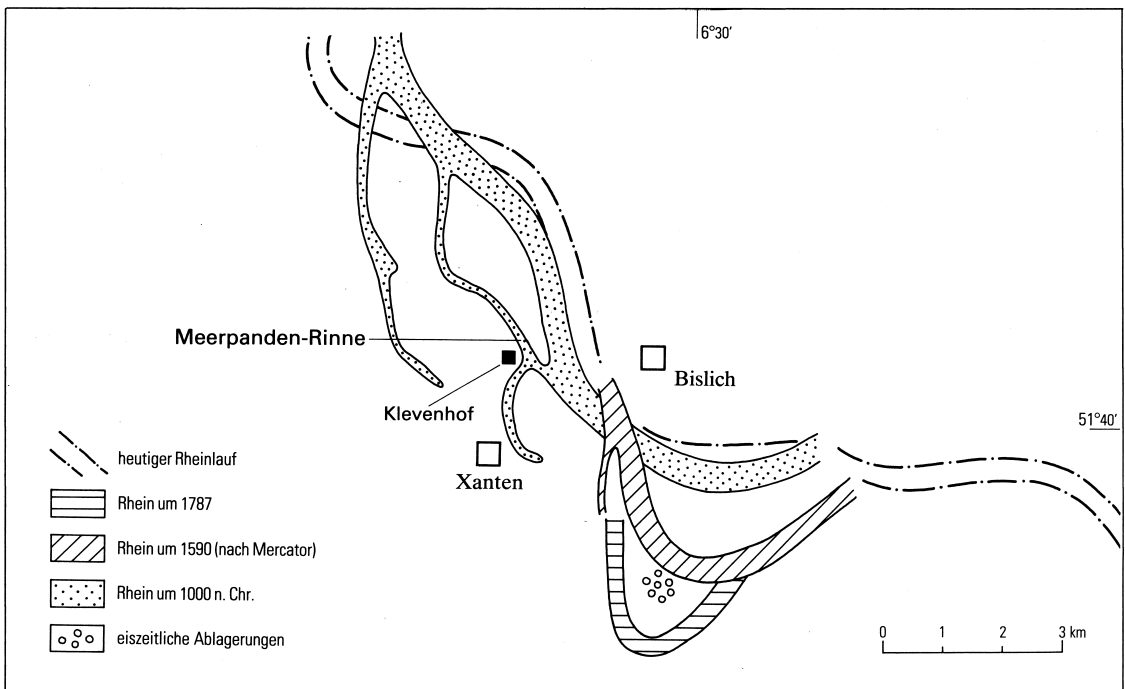 6°30'
Meerpanden-Rinne
Bislich
Klevenhof
51°40'
Xanten
heutiger Rheinlauf
Rhein um 1787
Rhein um 1590 (nach Mercator)
Rhein um 1000 n. Chr.
eiszeitliche Ablagerungen
0 1 2 3 km